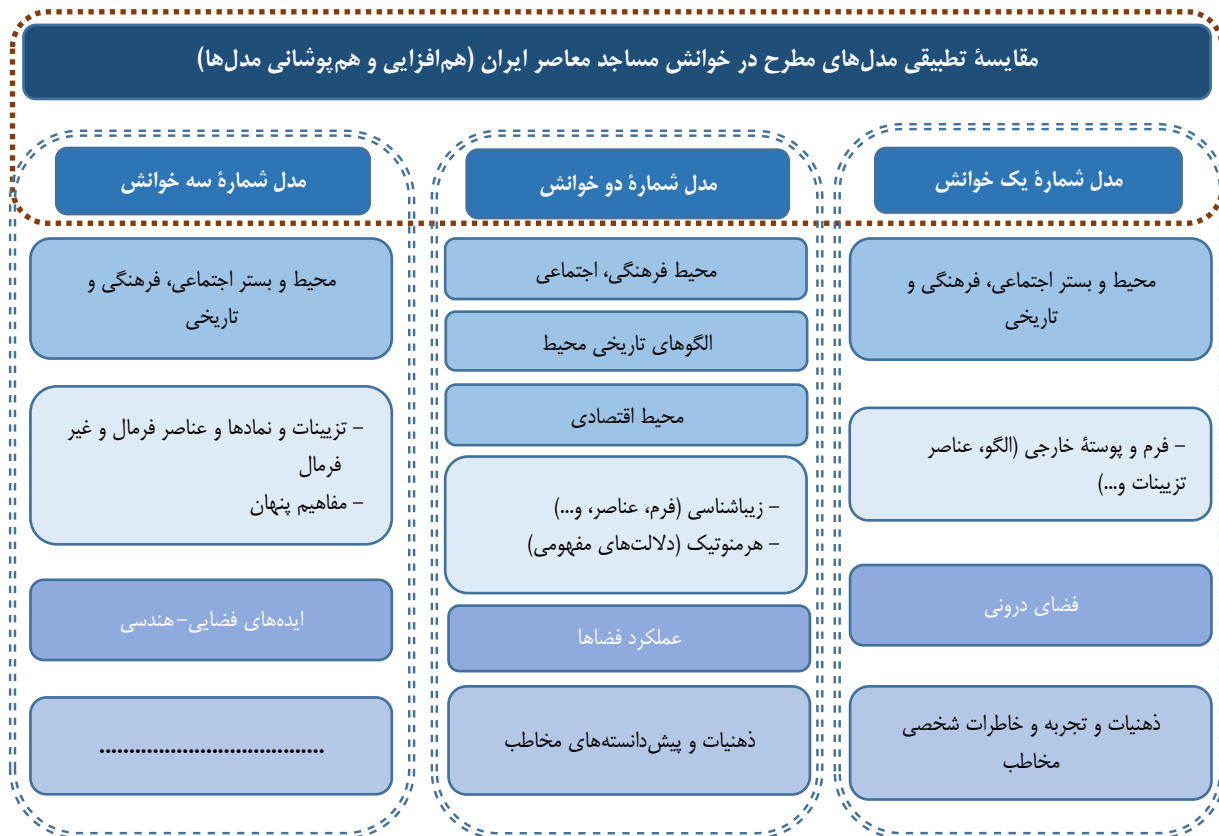 مقایسهٔ تطبیقی مدل‌های مطرح در خوانش مساجد معاصر ایران (هم‌افزایی و هم‌پوشانی مدل‌ها)
مدل شمارهٔ یک خوانش
محیط و بستر اجتماعی، فرهنگی و
تاریخی
- فرم و پوستهٔ خارجی (الگو، عناصر
تزیینات و...)
فضای درونی
ذهنیات و تجربه و خاطرات شخصی
مخاطب
مدل شمارهٔ دو خوانش
محیط فرهنگی، اجتماعی
الگوهای تاریخی محیط
محیط اقتصادی
- زیباشناسی (فرم، عناصر، و...)
- هرمنوتیک (دلالت‌های مفهومی)
عملکرد فضاها
ذهنیات و پیش‌دانسته‌های مخاطب
مدل شمارهٔ سه خوانش
محیط و بستر اجتماعی، فرهنگی و
تاریخی
- تزیینات و نمادها و عناصر فرمال و غیر
فرمال
- مفاهیم پنهان
ایده‌های فضایی-هندسی
......................................